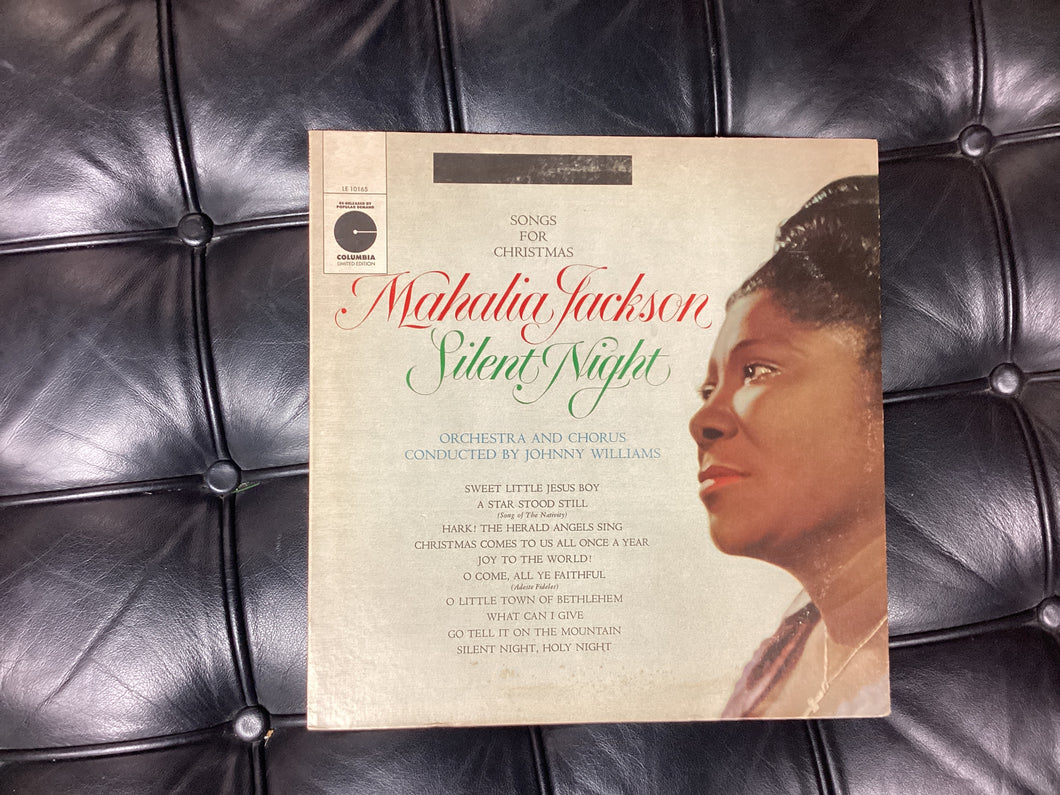 LE 10165
RE-RELEASED BY
POPULAR DEMAND
COLUMBIA
LIMITED EDITION
SONGS
FOR
CHRISTMAS
Mahalia Jackson
Silent Night
ORCHESTRA AND CHORUS
CONDUCTED BY JOHNNY WILLIAMS
SWEET LITTLE JESUS BOY
A STAR STOOD STILL
(Song of The Nativity)
HARK! THE HERALD ANGELS SING
CHRISTMAS COMES TO US ALL ONCE A YEAR
JOY TO THE WORLD!
O COME, ALL YE FAITHFUL
(Adeste Fideles)
O LITTLE TOWN OF BETHLEHEM
WHAT CAN I GIVE
GO TELL IT ON THE MOUNTAIN
SILENT NIGHT, HOLY NIGHT